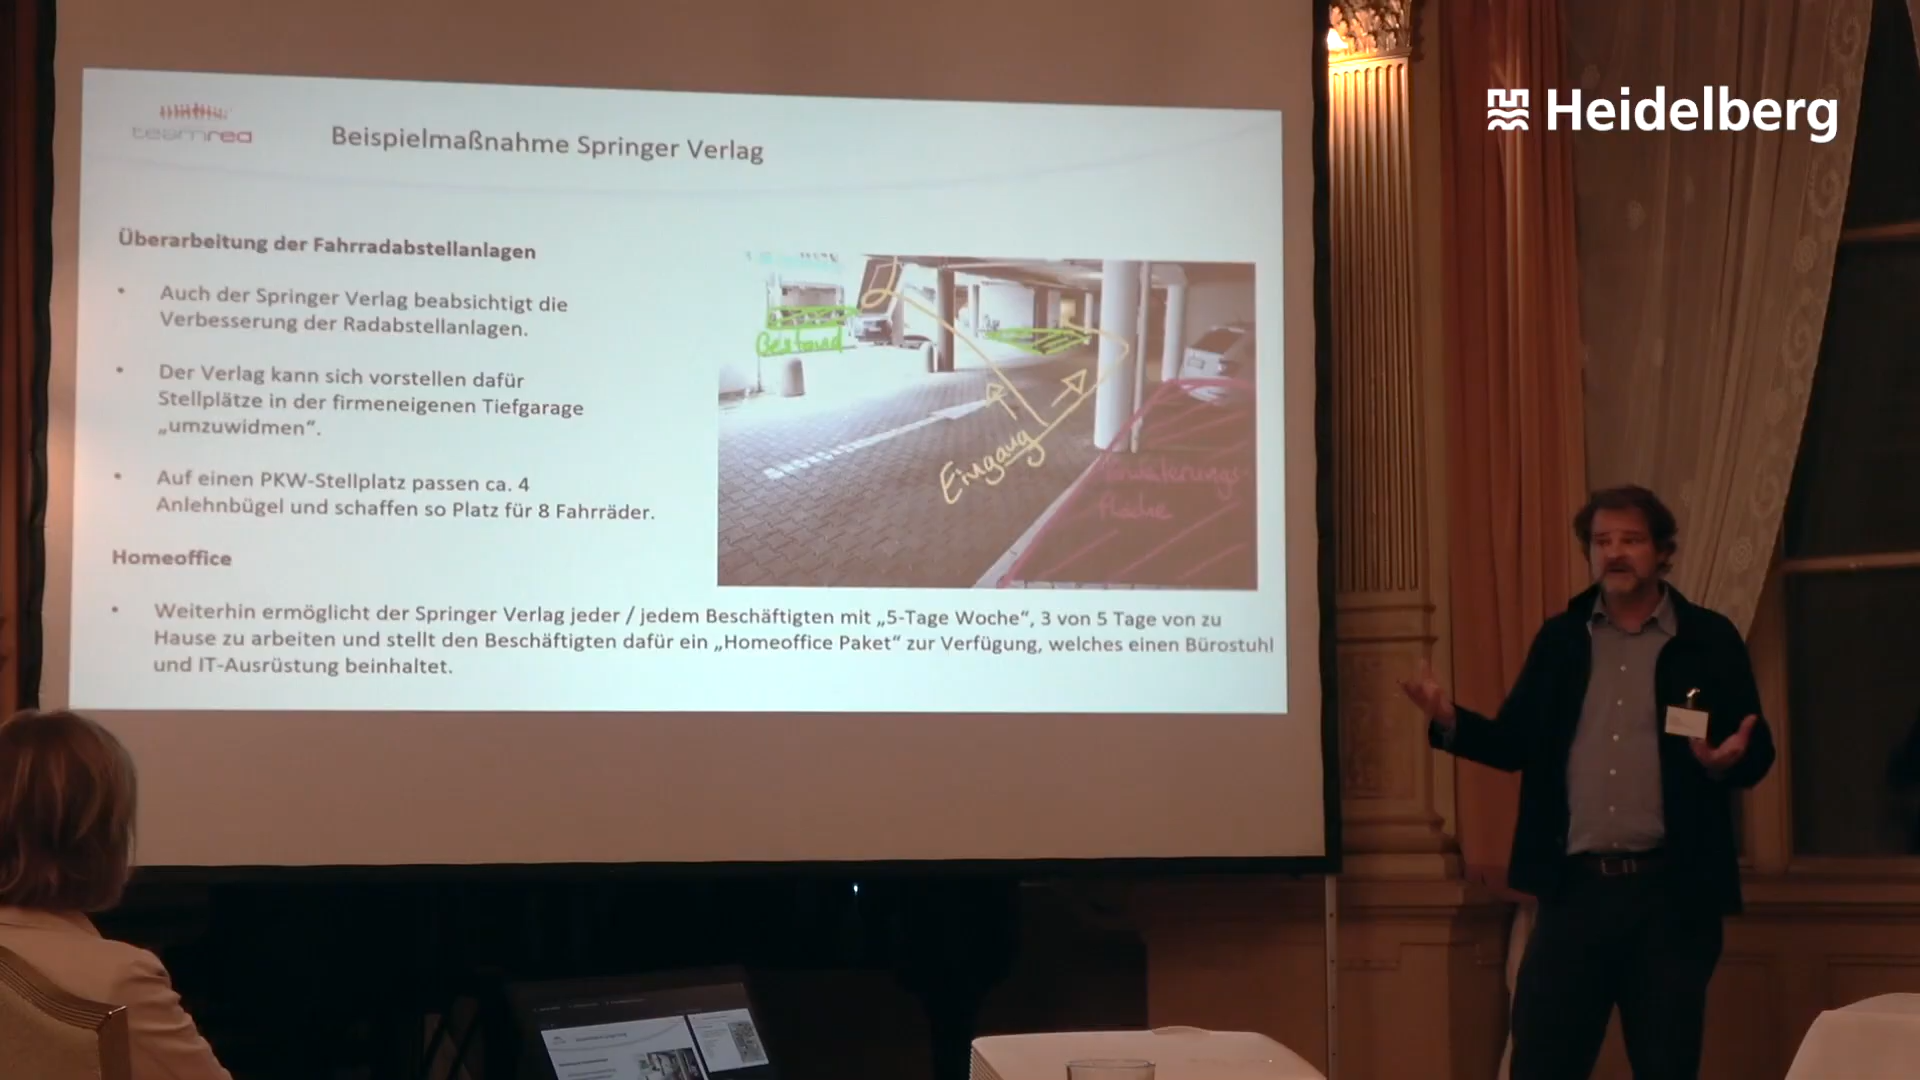 Heidelberg
teamred
Beispielmaßnahme Springer Verlag
Überarbeitung der Fahrradabstellanlagen
• Auch der Springer Verlag beabsichtigt die
Verbesserung der Radabstellanlagen.
• Der Verlag kann sich vorstellen dafür
Stellplätze in der firmeneigenen Tiefgarage
„umzuwidmen“.
• Auf einen PKW-Stellplatz passen ca. 4
Anlehnbügel und schaffen so Platz für 8 Fahrräder.
Bestand
Eingang
fläche
Homeoffice
• Weiterhin ermöglicht der Springer Verlag jeder / jedem Beschäftigten mit „5-Tage Woche“, 3 von 5 Tage von zu
Hause zu arbeiten und stellt den Beschäftigten dafür ein „Homeoffice Paket“ zur Verfügung, welches einen Bürostuhl
und IT-Ausrüstung beinhaltet.